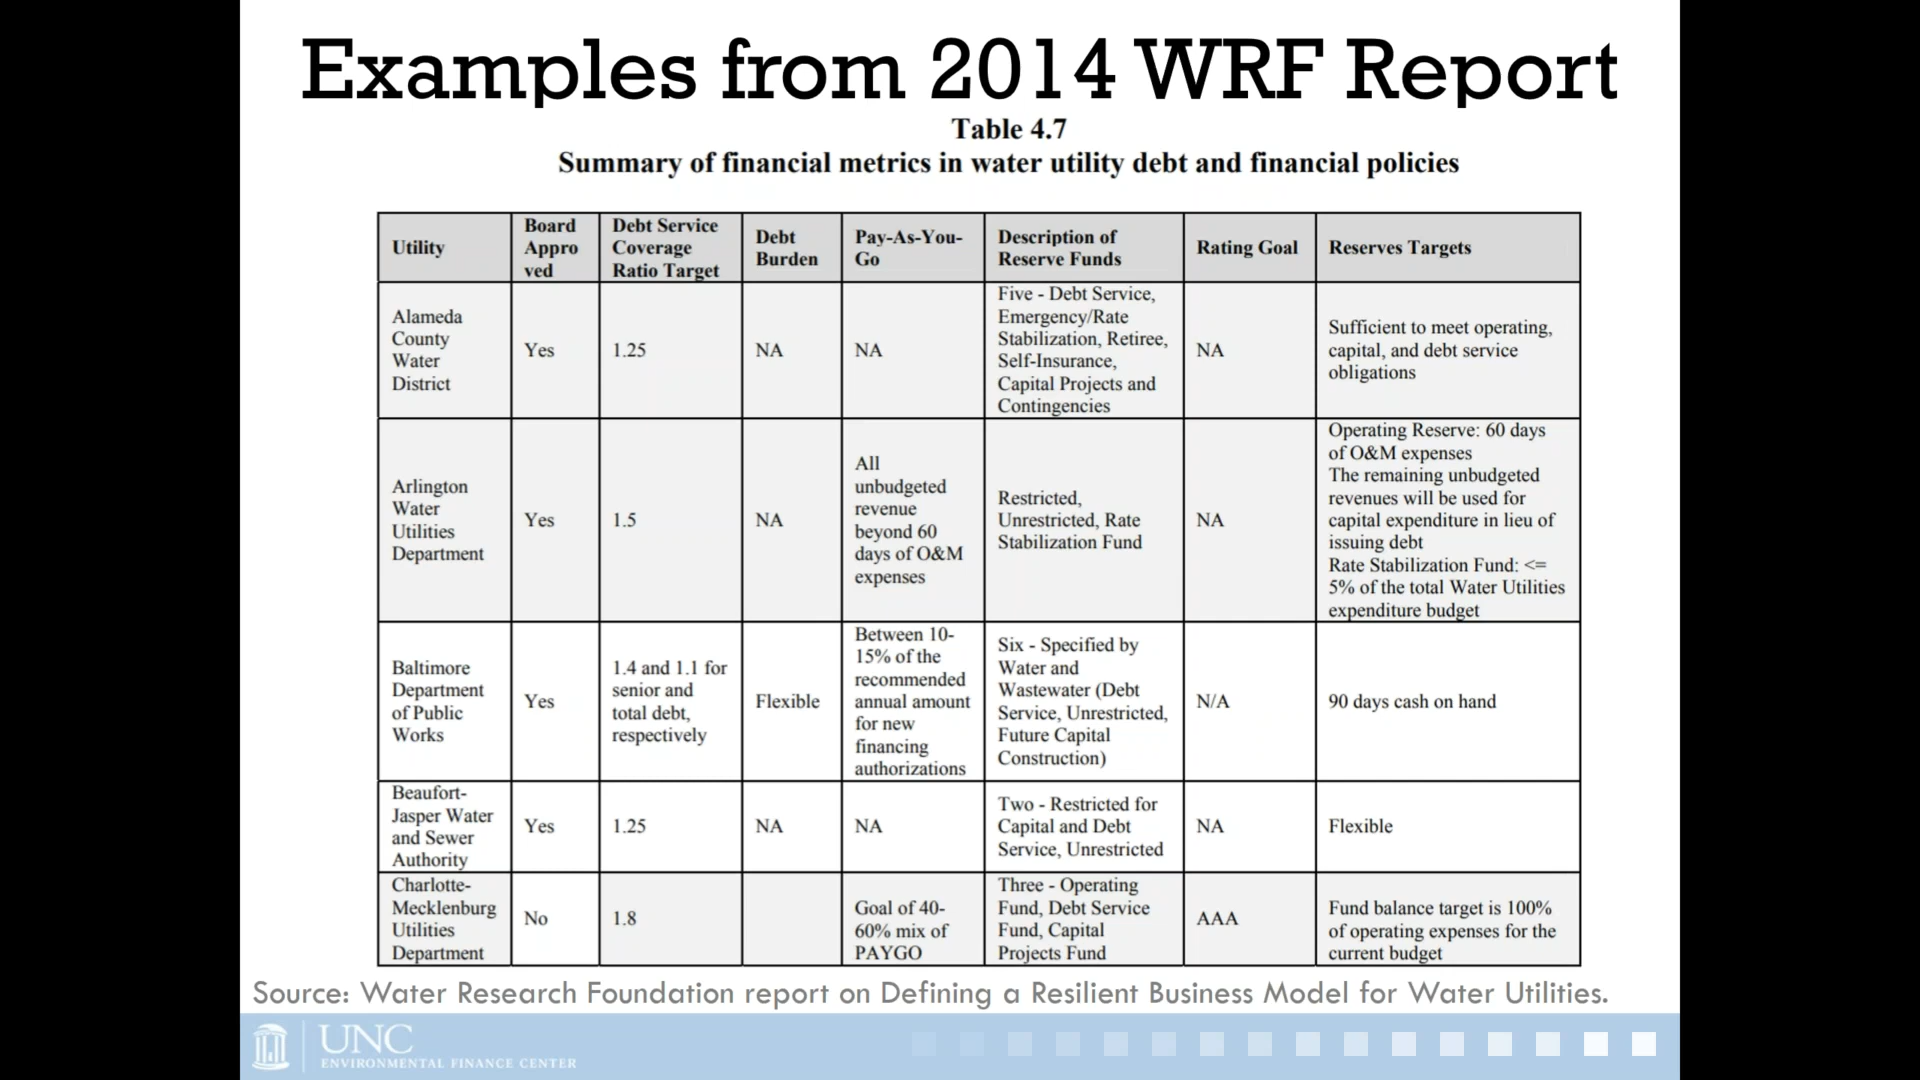 Examples from 2014 WRF Report
Table 4.7
Summary of financial metrics in water utility debt and financial policies
Utility
Board
Appro
ved
Debt Service
Coverage
Ratio Target
Debt
Burden
Pay-As-You-
Go
Description of
Reserve Funds
Rating Goal
Reserves Targets
Alameda
County
Water
District
Yes
1.25
NA
NA
Five - Debt Service,
Emergency/Rate
Stabilization, Retiree,
Self-Insurance,
Capital Projects and
Contingencies
NA
Sufficient to meet operating,
capital, and debt service
obligations
Arlington
Water
Utilities
Department
Yes
1.5
NA
All
unbudgeted
revenue
beyond 60
days of O&M
expenses
Restricted,
Unrestricted, Rate
Stabilization Fund
NA
Operating Reserve: 60 days
of O&M expenses
The remaining unbudgeted
revenues will be used for
capital expenditure in lieu of
issuing debt
Rate Stabilization Fund: <=
5% of the total Water Utilities
expenditure budget
Baltimore
Department
of Public
Works
Yes
1.4 and 1.1 for
senior and
total debt,
respectively
Flexible
Between 10-
15% of the
recommended
annual amount
for new
financing
authorizations
Six - Specified by
Water and
Wastewater (Debt
Service, Unrestricted,
Future Capital
Construction)
N/A
90 days cash on hand
Beaufort-
Jasper Water
and Sewer
Authority
Yes
1.25
NA
NA
Two - Restricted for
Capital and Debt
Service, Unrestricted
NA
Flexible
Charlotte-
Mecklenburg
Utilities
Department
No
1.8
Goal of 40-
60% mix of
PAYGO
Three - Operating
Fund, Debt Service
Fund, Capital
Projects Fund
AAA
Fund balance target is 100%
of operating expenses for the
current budget
Source: Water Research Foundation report on Defining a Resilient Business Model for Water Utilities.
UNC
ENVIRONMENTAL FINANCE CENTER